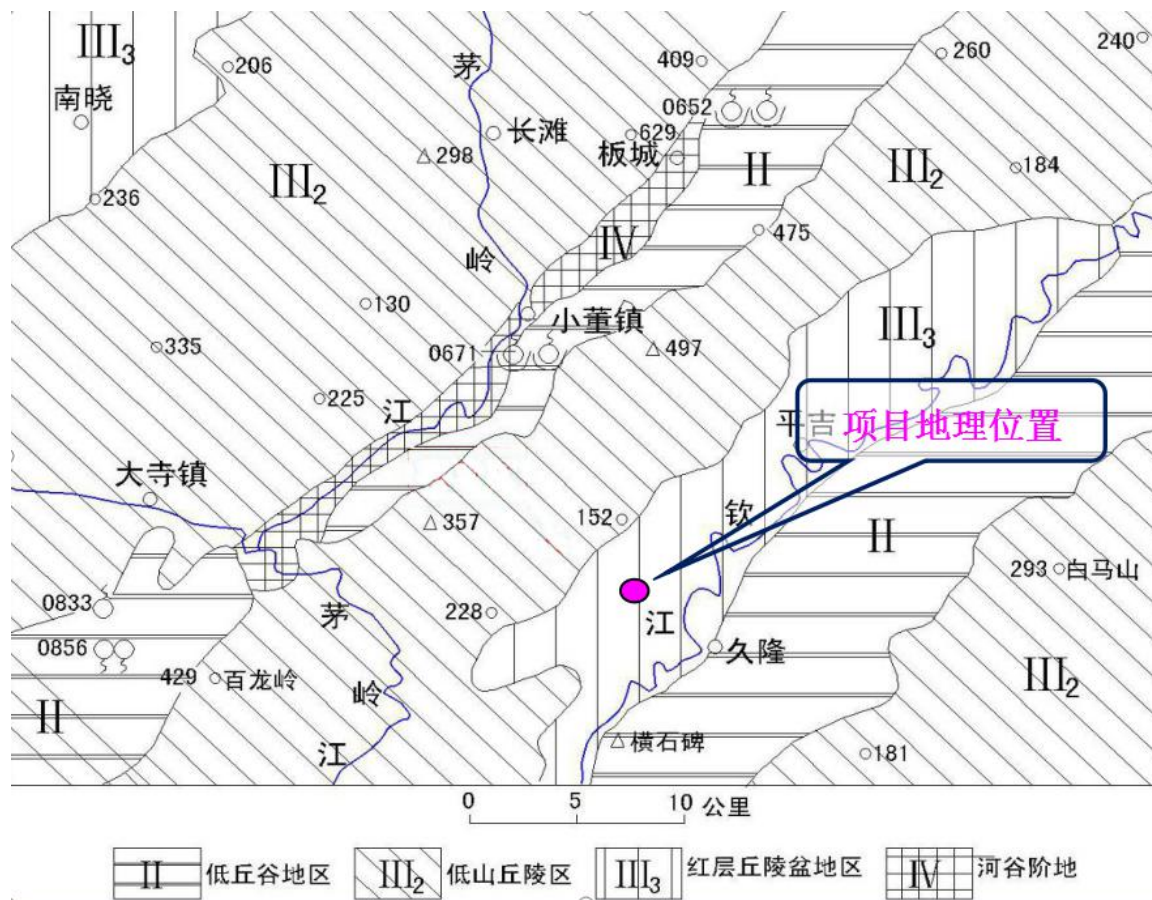 III₃
206
南晓
236
III₂
茅
长滩
298
409
0652
629
板城
II
260
240
III₂
184
475
岭
IV
130
小董镇
335
0671
497
III₃
225
江
平吉
项目地理位置
大寺镇
357
152
钦
II
293
白马山
0833
茅
228
江
0856
久隆
429
百龙岭
岭
III₂
II
横石碑
江
181
0 5 10 公里
II 低丘谷地区 III₂ 低山丘陵区 III₃ 红层丘陵盆地区 IV 河谷阶地